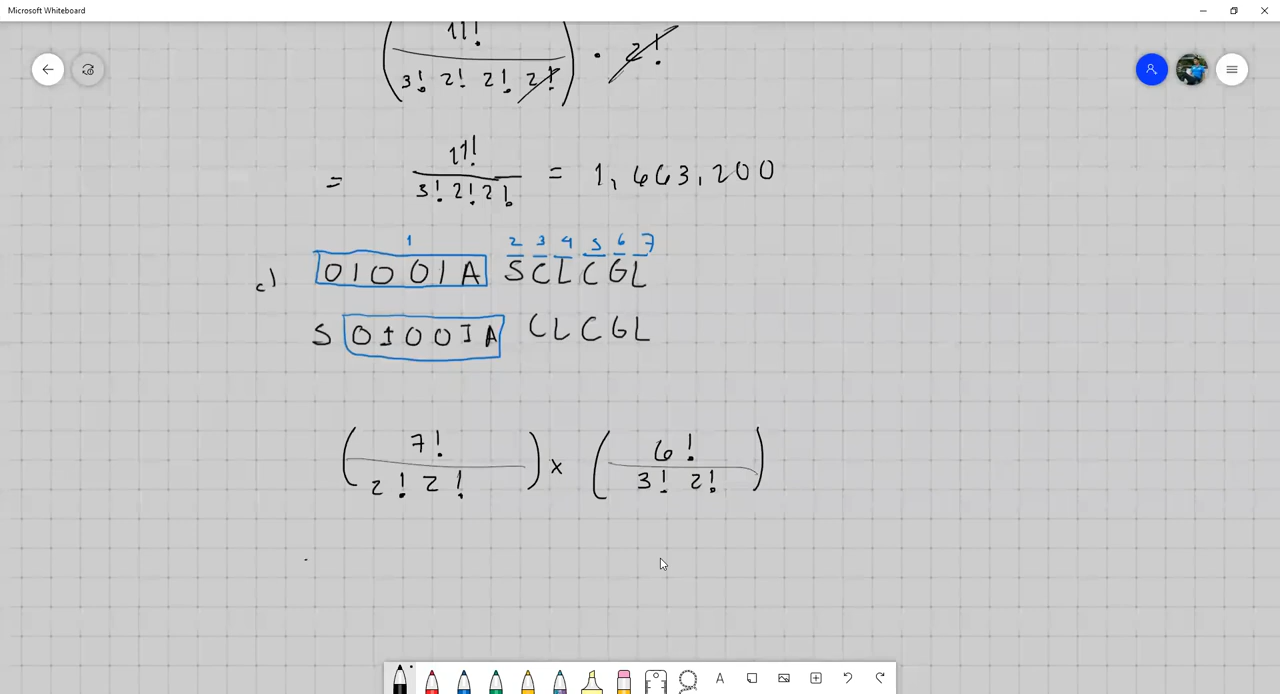 Microsoft Whiteboard
( 11! / 3! 2! 2! 2! ) · 2!
= 11! / 3! 2! 2! = 1,663,200
1 2 3 4 5 6 7
c) OIOOIA SCLCGL
S OIOOIA CLCGL
( 7! / 2! 2! ) × ( 6! / 3! 2! )
A